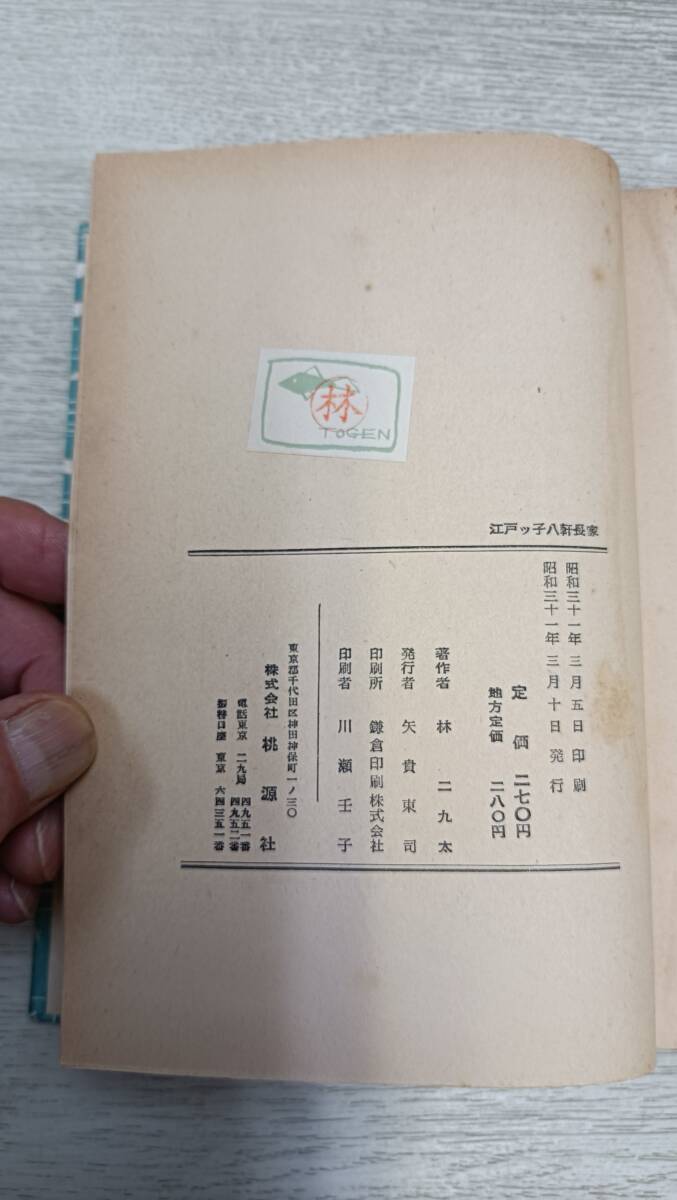 林
TOGEN
江戸ッ子八軒長家
昭和三十一年三月五日印刷
昭和三十一年三月十日発行
定価 二七〇円
地方定価 二八〇円
著作者 林二九太
発行者 矢貴東司
印刷所 鎌倉印刷株式会社
印刷者 川瀬壬子
東京都千代田区神田神保町一ノ三〇
株式会社 桃源社
電話東京二九局 四九五一番
四九五二番
振替口座 東京 六四三五一番